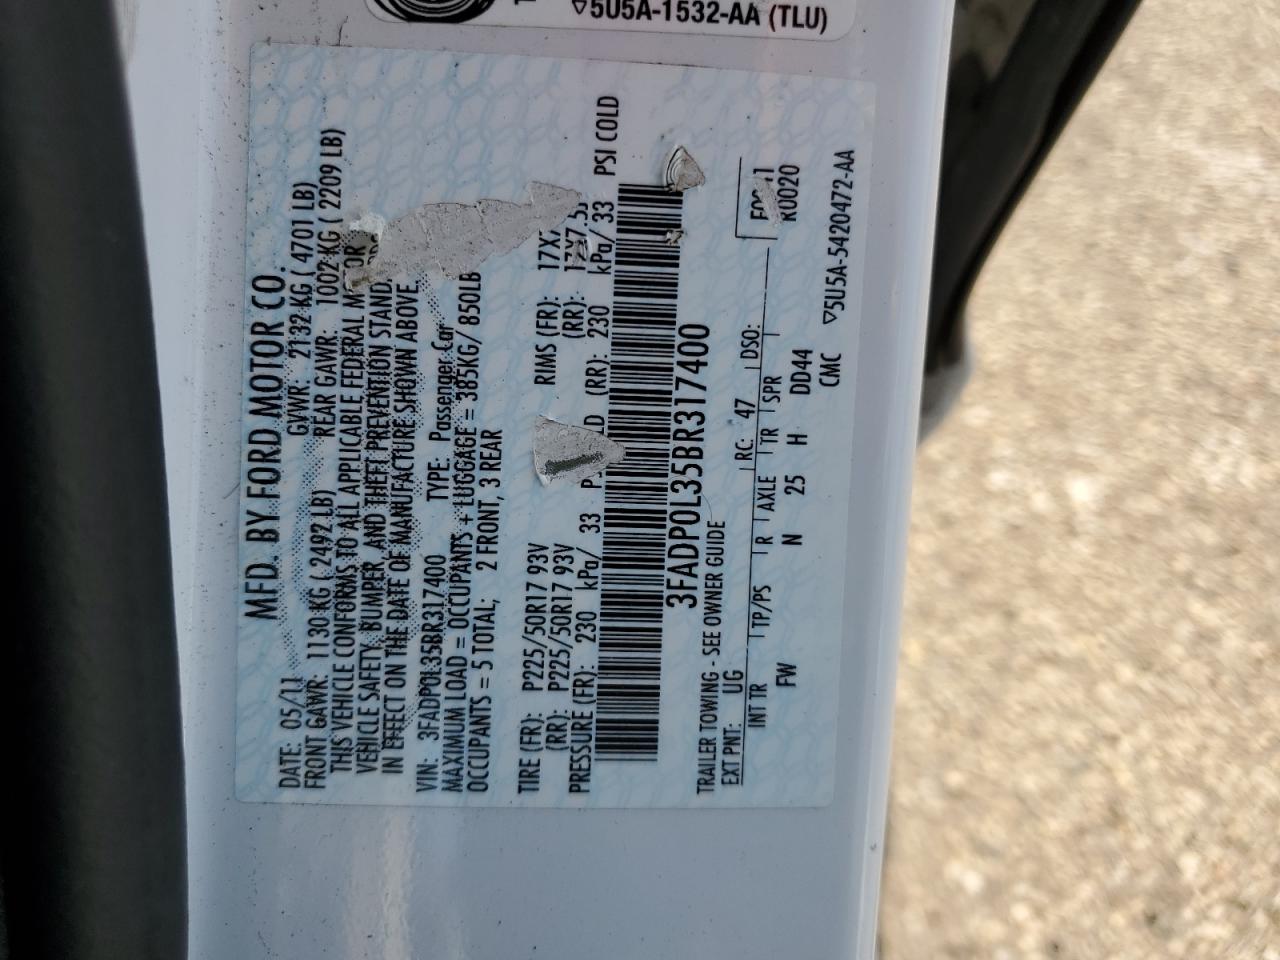 5U5A-1532-AA (TLU)
MFD. BY FORD MOTOR CO.
DATE: 05/11 GVWR: 2132 KG ( 4701 LB)
FRONT GAWR: 1130 KG ( 2492 LB) REAR GAWR: 1002 KG ( 2209 LB)
THIS VEHICLE CONFORMS TO ALL APPLICABLE FEDERAL MOTOR
VEHICLE SAFETY, BUMPER, AND THEFT PREVENTION STAND
IN EFFECT ON THE DATE OF MANUFACTURE SHOWN ABOVE.
VIN: 3FADP0L35BR317400 TYPE: Passenger Car
MAXIMUM LOAD = OCCUPANTS + LUGGAGE = 385KG/ 850LB
OCCUPANTS = 5 TOTAL; 2 FRONT, 3 REAR
TIRE (FR): P225/50R17 93V RIMS (FR): 17X7
(RR): P225/50R17 93V (RR): 17X7.5J
PRESSURE (FR): 230 kPa/ 33 P LD (RR): 230 kPa/ 33 PSI COLD
3FADP0L35BR317400
TRAILER TOWING - SEE OWNER GUIDE
EXT PNT: UG RC: 47 DSO:
INT TR TP/PS R AXLE TR SPR
FW N 25 H DD44 K0020
CMC
▽5U5A-5420472-AA